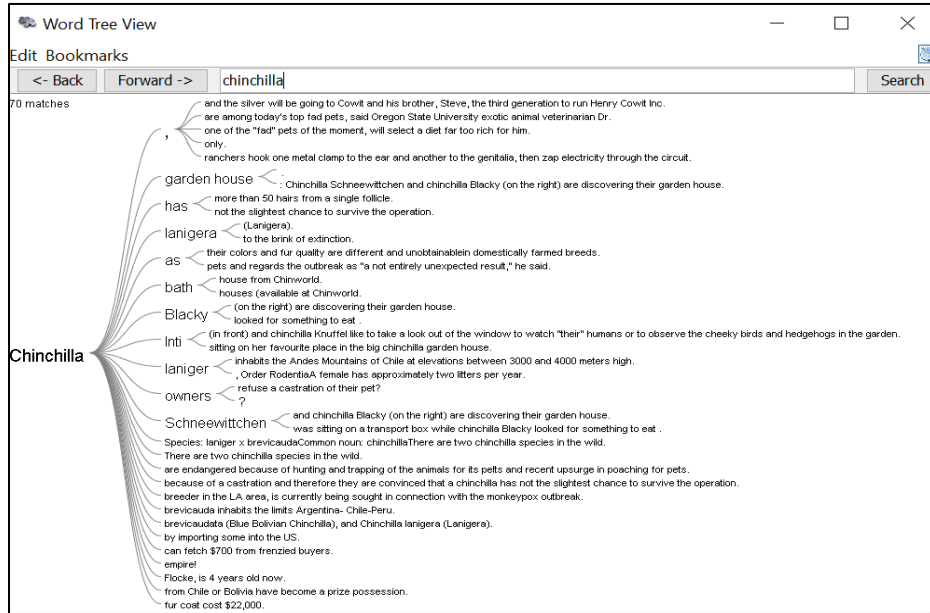 Word Tree View
Edit Bookmarks
<- Back Forward -> chinchilla Search
70 matches
Chinchilla
,
and the silver will be going to Cowit and his brother, Steve, the third generation to run Henry Cowit Inc.
are among today's top fad pets, said Oregon State University exotic animal veterinarian Dr.
one of the "fad" pets of the moment, will select a diet far too rich for him.
only.
ranchers hook one metal clamp to the ear and another to the genitalia, then zap electricity through the circuit.
garden house
.
: Chinchilla Schneewittchen and chinchilla Blacky (on the right) are discovering their garden house.
has
more than 50 hairs from a single follicle.
not the slightest chance to survive the operation.
lanigera
(Lanigera).
to the brink of extinction.
as
their colors and fur quality are different and unobtainablein domestically farmed breeds.
pets and regards the outbreak as "a not entirely unexpected result," he said.
bath
house from Chinworld.
houses (available at Chinworld.
Blacky
(on the right) are discovering their garden house.
looked for something to eat .
Inti
(in front) and chinchilla Knuffel like to take a look out of the window to watch "their" humans or to observe the cheeky birds and hedgehogs in the garden.
sitting on her favourite place in the big chinchilla garden house.
laniger
inhabits the Andes Mountains of Chile at elevations between 3000 and 4000 meters high.
, Order RodentiaA female has approximately two litters per year.
owners
refuse a castration of their pet?
?
Schneewittchen
and chinchilla Blacky (on the right) are discovering their garden house.
was sitting on a transport box while chinchilla Blacky looked for something to eat .
Species: laniger x brevicaudaCommon noun: chinchillaThere are two chinchilla species in the wild.
There are two chinchilla species in the wild.
are endangered because of hunting and trapping of the animals for its pelts and recent upsurge in poaching for pets.
because of a castration and therefore they are convinced that a chinchilla has not the slightest chance to survive the operation.
breeder in the LA area, is currently being sought in connection with the monkeypox outbreak.
brevicauda inhabits the limits Argentina- Chile-Peru.
brevicaudata (Blue Bolivian Chinchilla), and Chinchilla lanigera (Lanigera).
by importing some into the US.
can fetch $700 from frenzied buyers.
empire!
Flocke, is 4 years old now.
from Chile or Bolivia have become a prize possession.
fur coat cost $22,000.